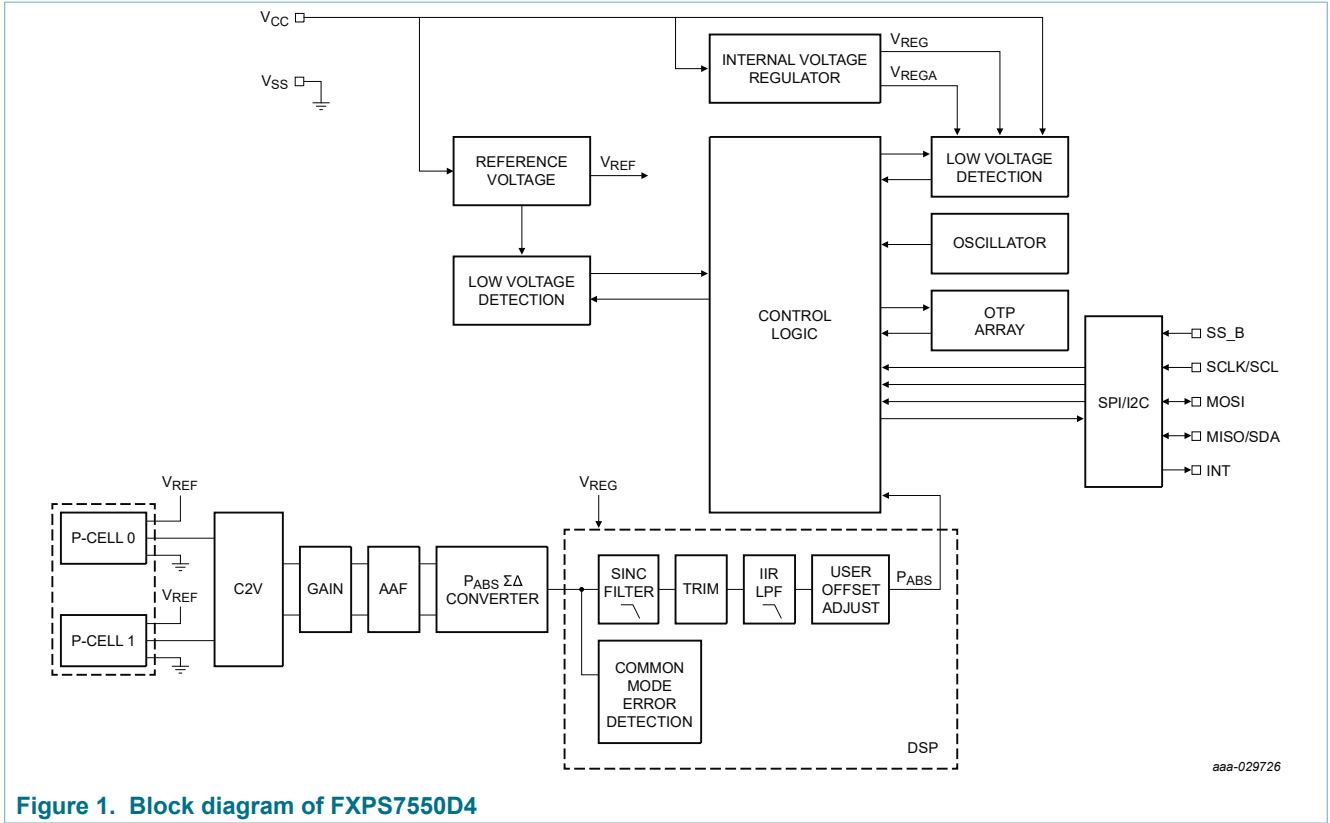 VCC
VSS
INTERNAL VOLTAGE
REGULATOR
VREG
VREGA
REFERENCE
VOLTAGE
VREF
LOW VOLTAGE
DETECTION
CONTROL
LOGIC
LOW VOLTAGE
DETECTION
OSCILLATOR
OTP
ARRAY
SPI/I2C
SS_B
SCLK/SCL
MOSI
MISO/SDA
INT
VREF
P-CELL 0
VREF
P-CELL 1
C2V
GAIN
AAF
PABS ΣΔ
CONVERTER
VREG
SINC
FILTER
TRIM
IIR
LPF
USER
OFFSET
ADJUST
PABS
COMMON
MODE
ERROR
DETECTION
DSP
aaa-029726
Figure 1. Block diagram of FXPS7550D4